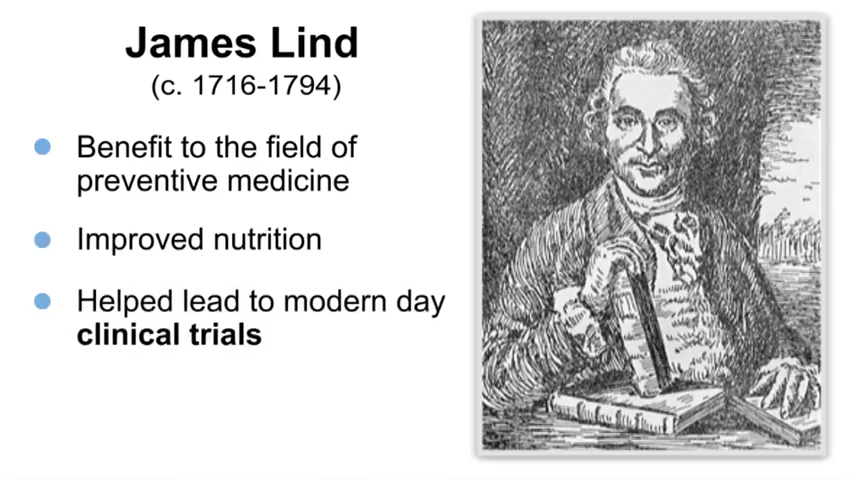 James Lind
(c. 1716-1794)
Benefit to the field of
preventive medicine
Improved nutrition
Helped lead to modern day
clinical trials